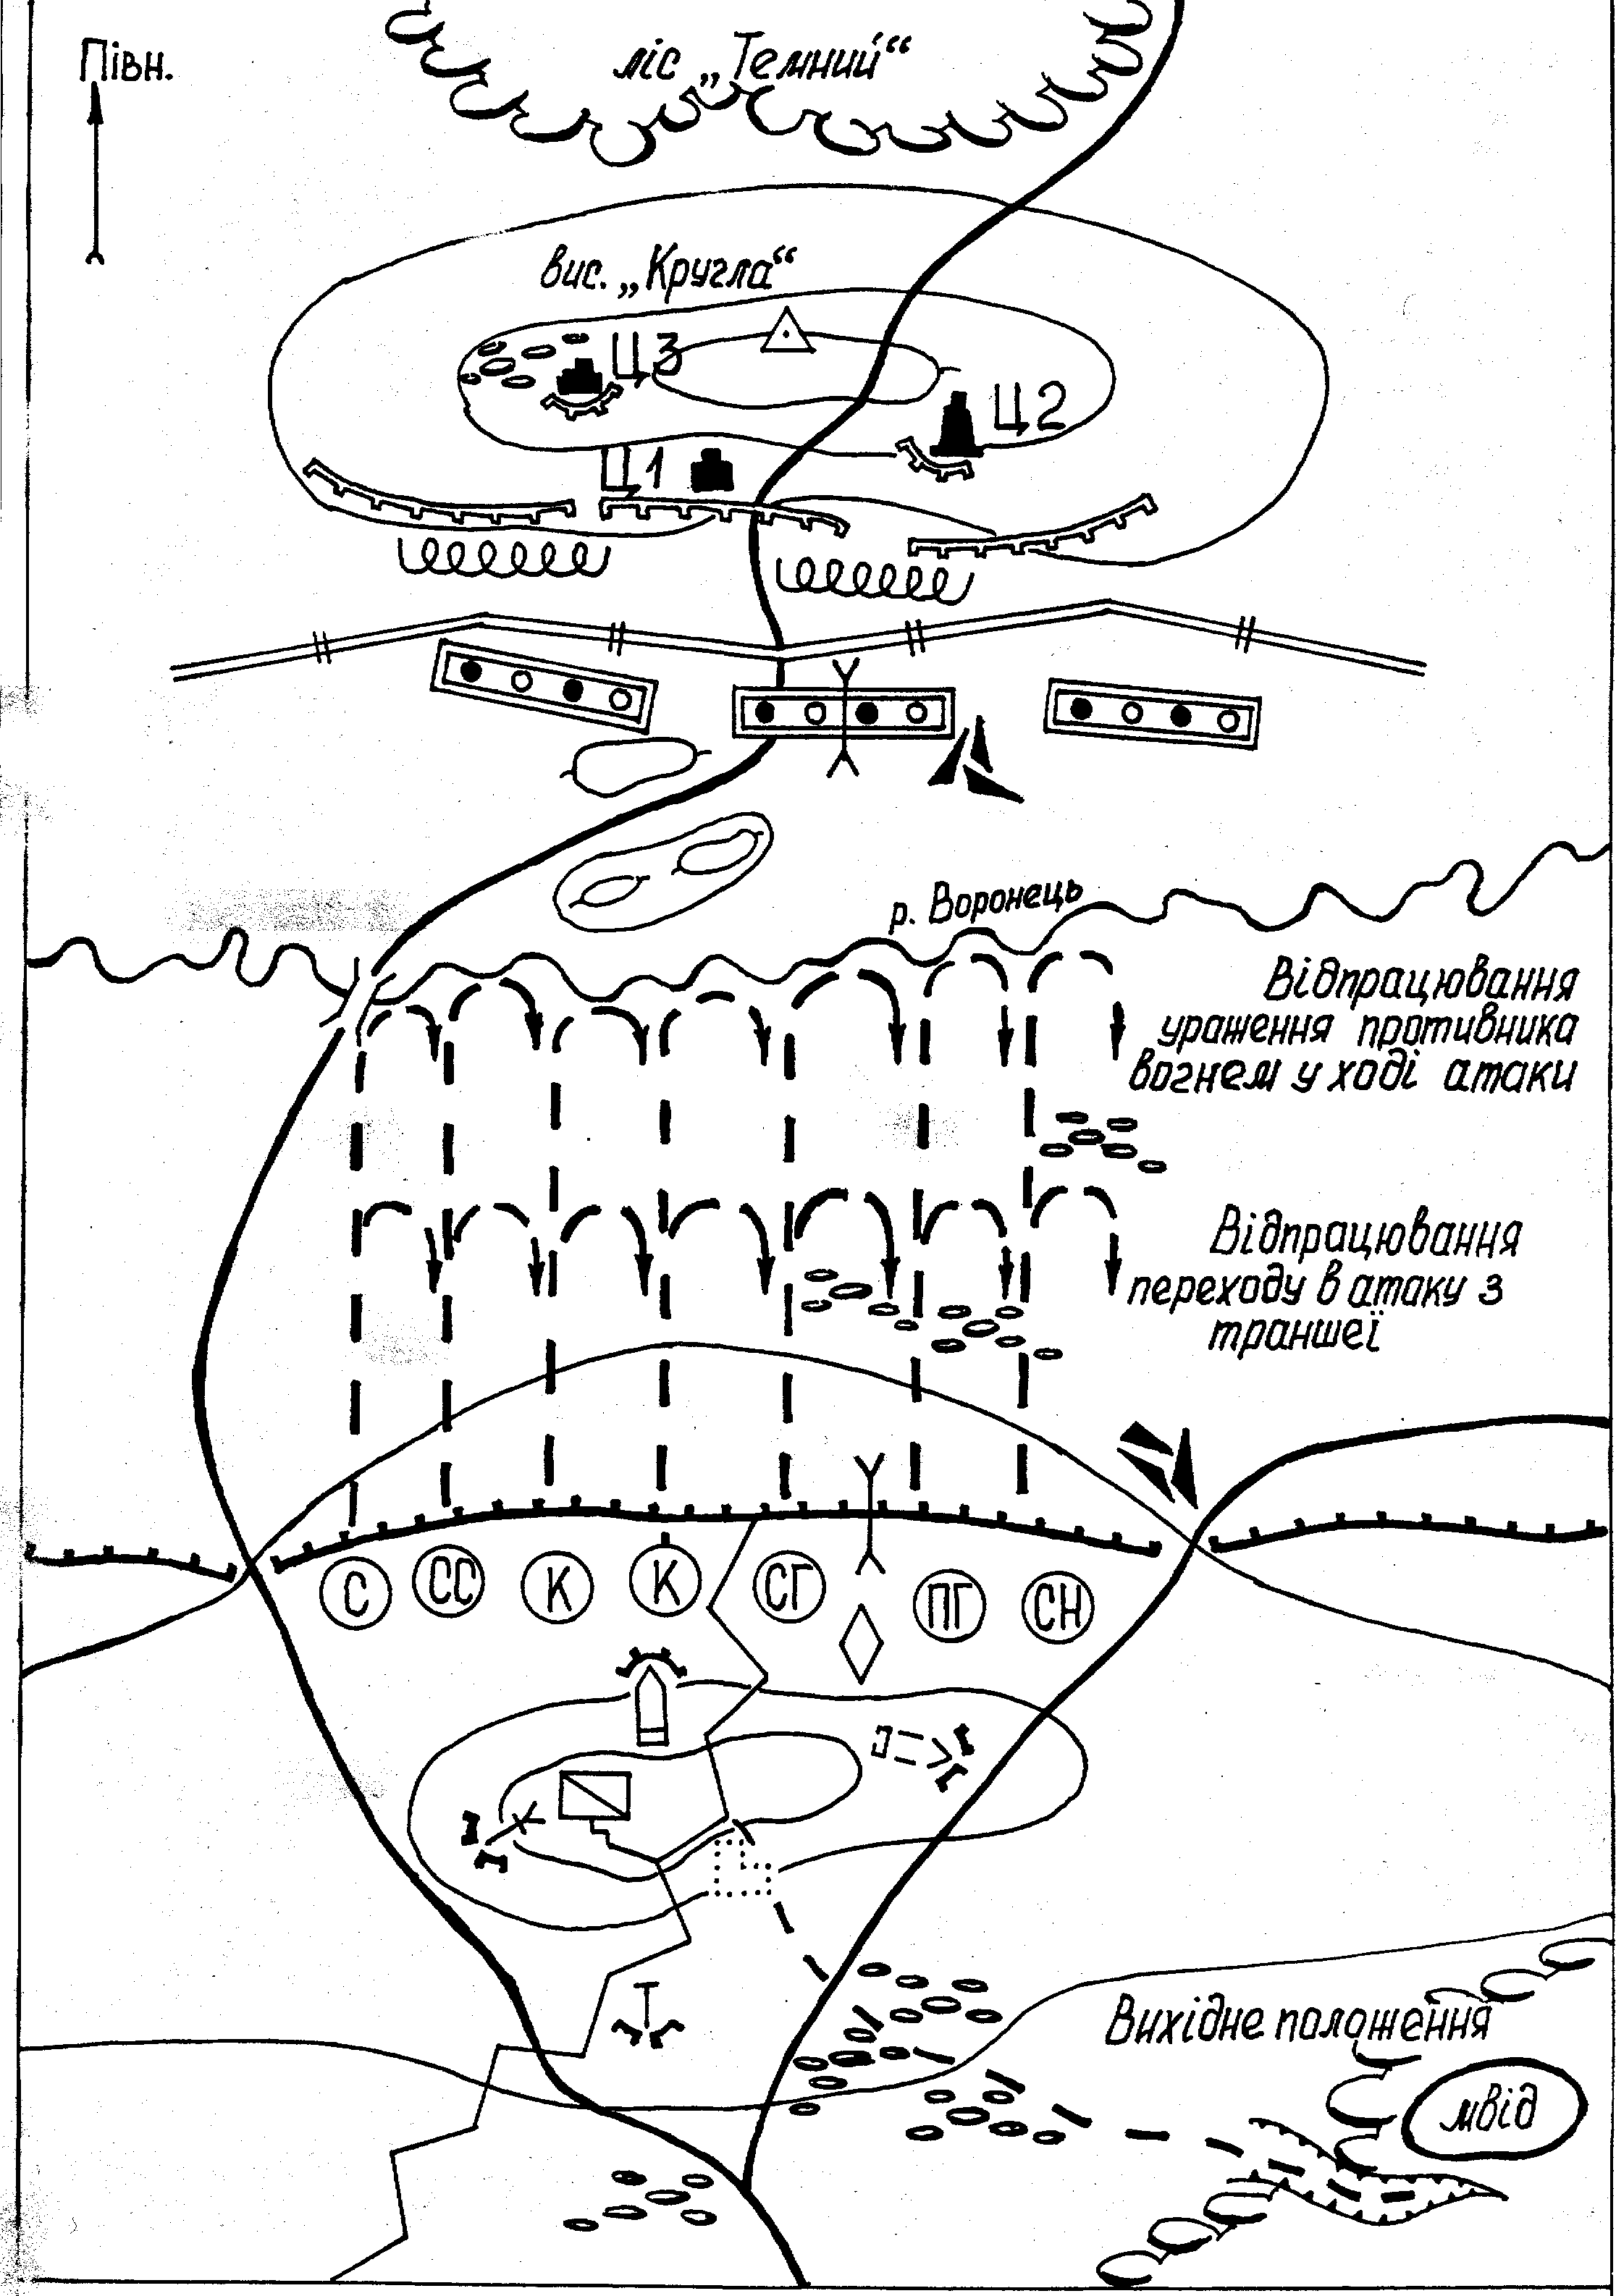 Півн.
ліс „Темний“
вис. „Кругла“
Ц3
Ц2
Ц1
р. Воронець
Відпрацювання
ураження противника
вогнем у ході атаки
Відпрацювання
переходу в атаку з
траншеї
С СС К К СГ ПГ СН
Вихідне положення
мвід